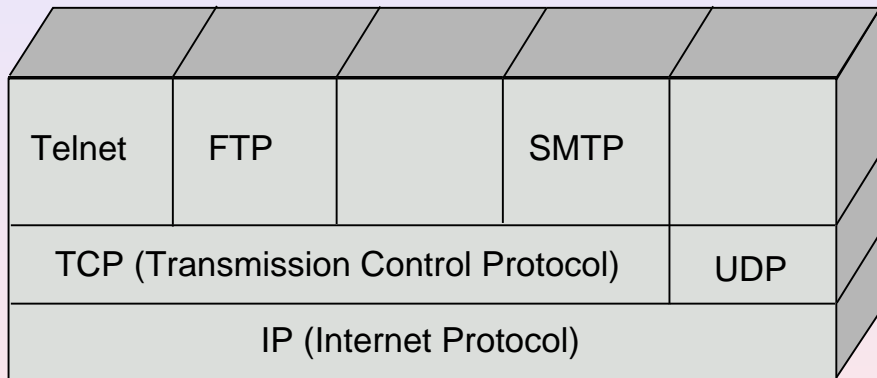 Telnet
FTP
SMTP
TCP (Transmission Control Protocol)
UDP
IP (Internet Protocol)